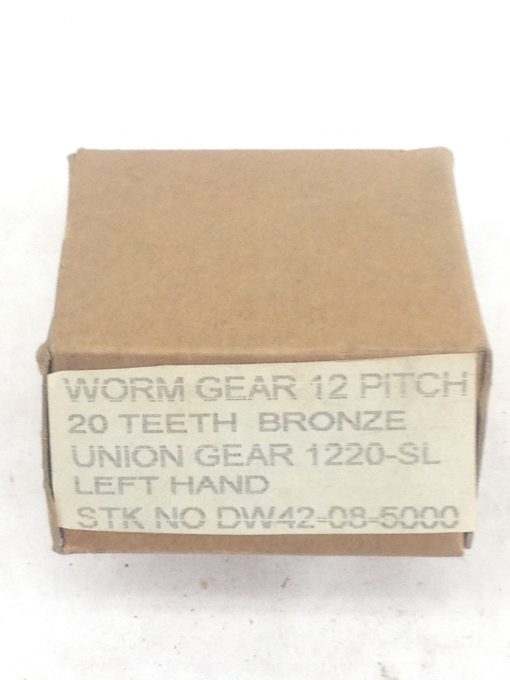 WORM GEAR 12 PITCH
20 TEETH BRONZE
UNION GEAR 1220-SL
LEFT HAND
STK NO DW42-08-5000